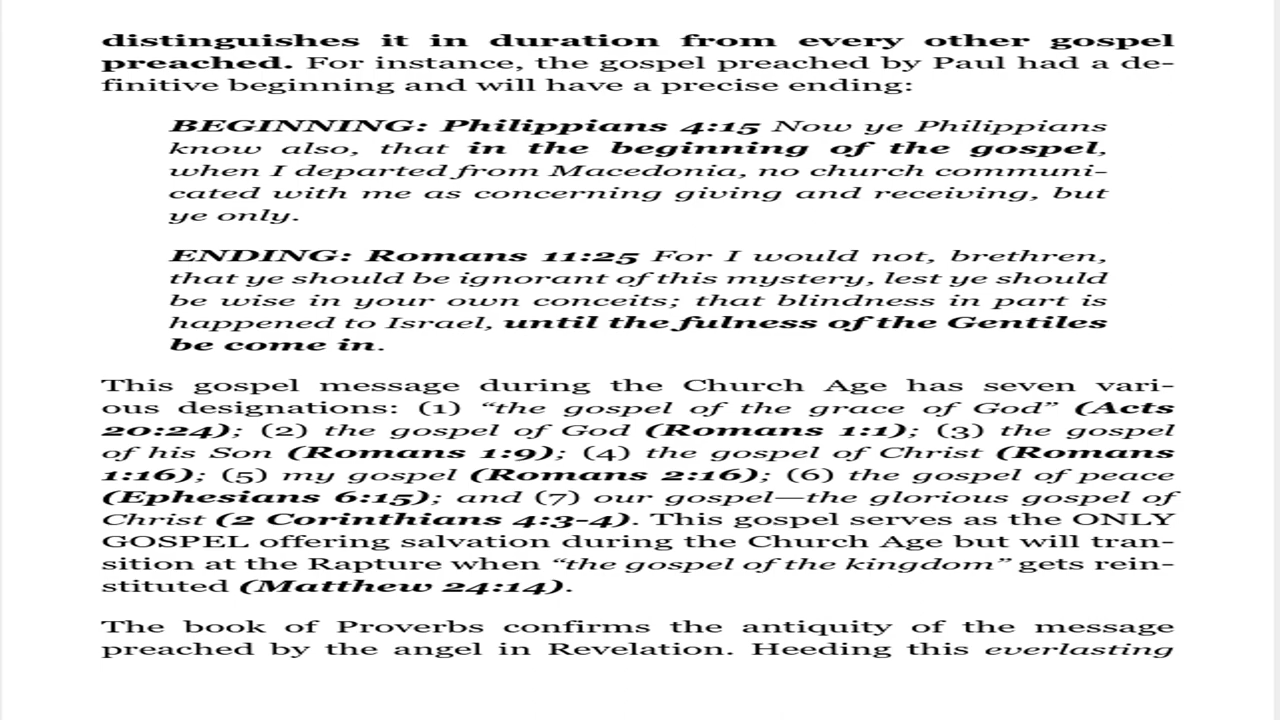 distinguishes it in duration from every other gospel
preached. For instance, the gospel preached by Paul had a de-
finitive beginning and will have a precise ending:
BEGINNING: Philippians 4:15 Now ye Philippians
know also, that in the beginning of the gospel,
when I departed from Macedonia, no church communi-
cated with me as concerning giving and receiving, but
ye only.
ENDING: Romans 11:25 For I would not, brethren,
that ye should be ignorant of this mystery, lest ye should
be wise in your own conceits; that blindness in part is
happened to Israel, until the fulness of the Gentiles
be come in.
This gospel message during the Church Age has seven vari-
ous designations: (1) “the gospel of the grace of God” (Acts
20:24); (2) the gospel of God (Romans 1:1); (3) the gospel
of his Son (Romans 1:9); (4) the gospel of Christ (Romans
1:16); (5) my gospel (Romans 2:16); (6) the gospel of peace
(Ephesians 6:15); and (7) our gospel—the glorious gospel of
Christ (2 Corinthians 4:3-4). This gospel serves as the ONLY
GOSPEL offering salvation during the Church Age but will tran-
sition at the Rapture when “the gospel of the kingdom” gets rein-
stituted (Matthew 24:14).
The book of Proverbs confirms the antiquity of the message
preached by the angel in Revelation. Heeding this everlasting